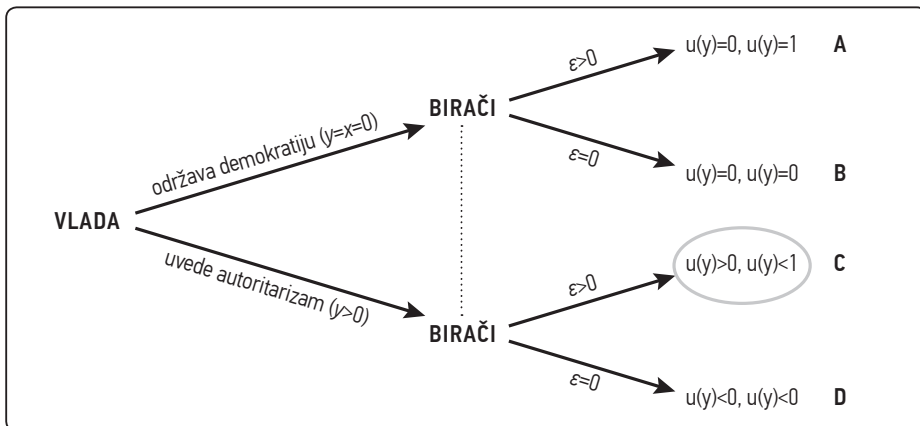 u(y)=0, u(y)=1 A
ε>0
BIRAČI
održava demokratiju (y=x=0)
ε=0
u(y)=0, u(y)=0 B
VLADA
uvede autoritarizam (y>0)
u(y)>0, u(y)<1 C
ε>0
BIRAČI
ε=0
u(y)<0, u(y)<0 D